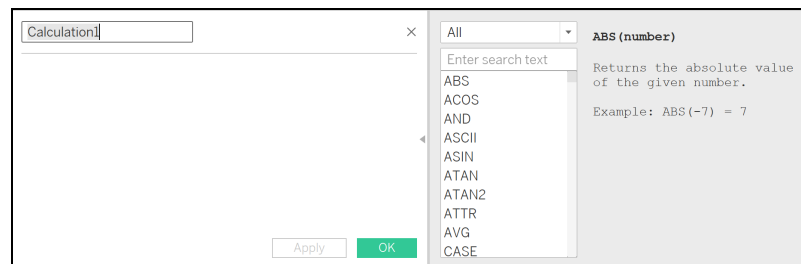 Calculation1
Apply
OK
All
Enter search text
ABS
ACOS
AND
ASCII
ASIN
ATAN
ATAN2
ATTR
AVG
CASE
ABS(number)
Returns the absolute value
of the given number.
Example: ABS(-7) = 7